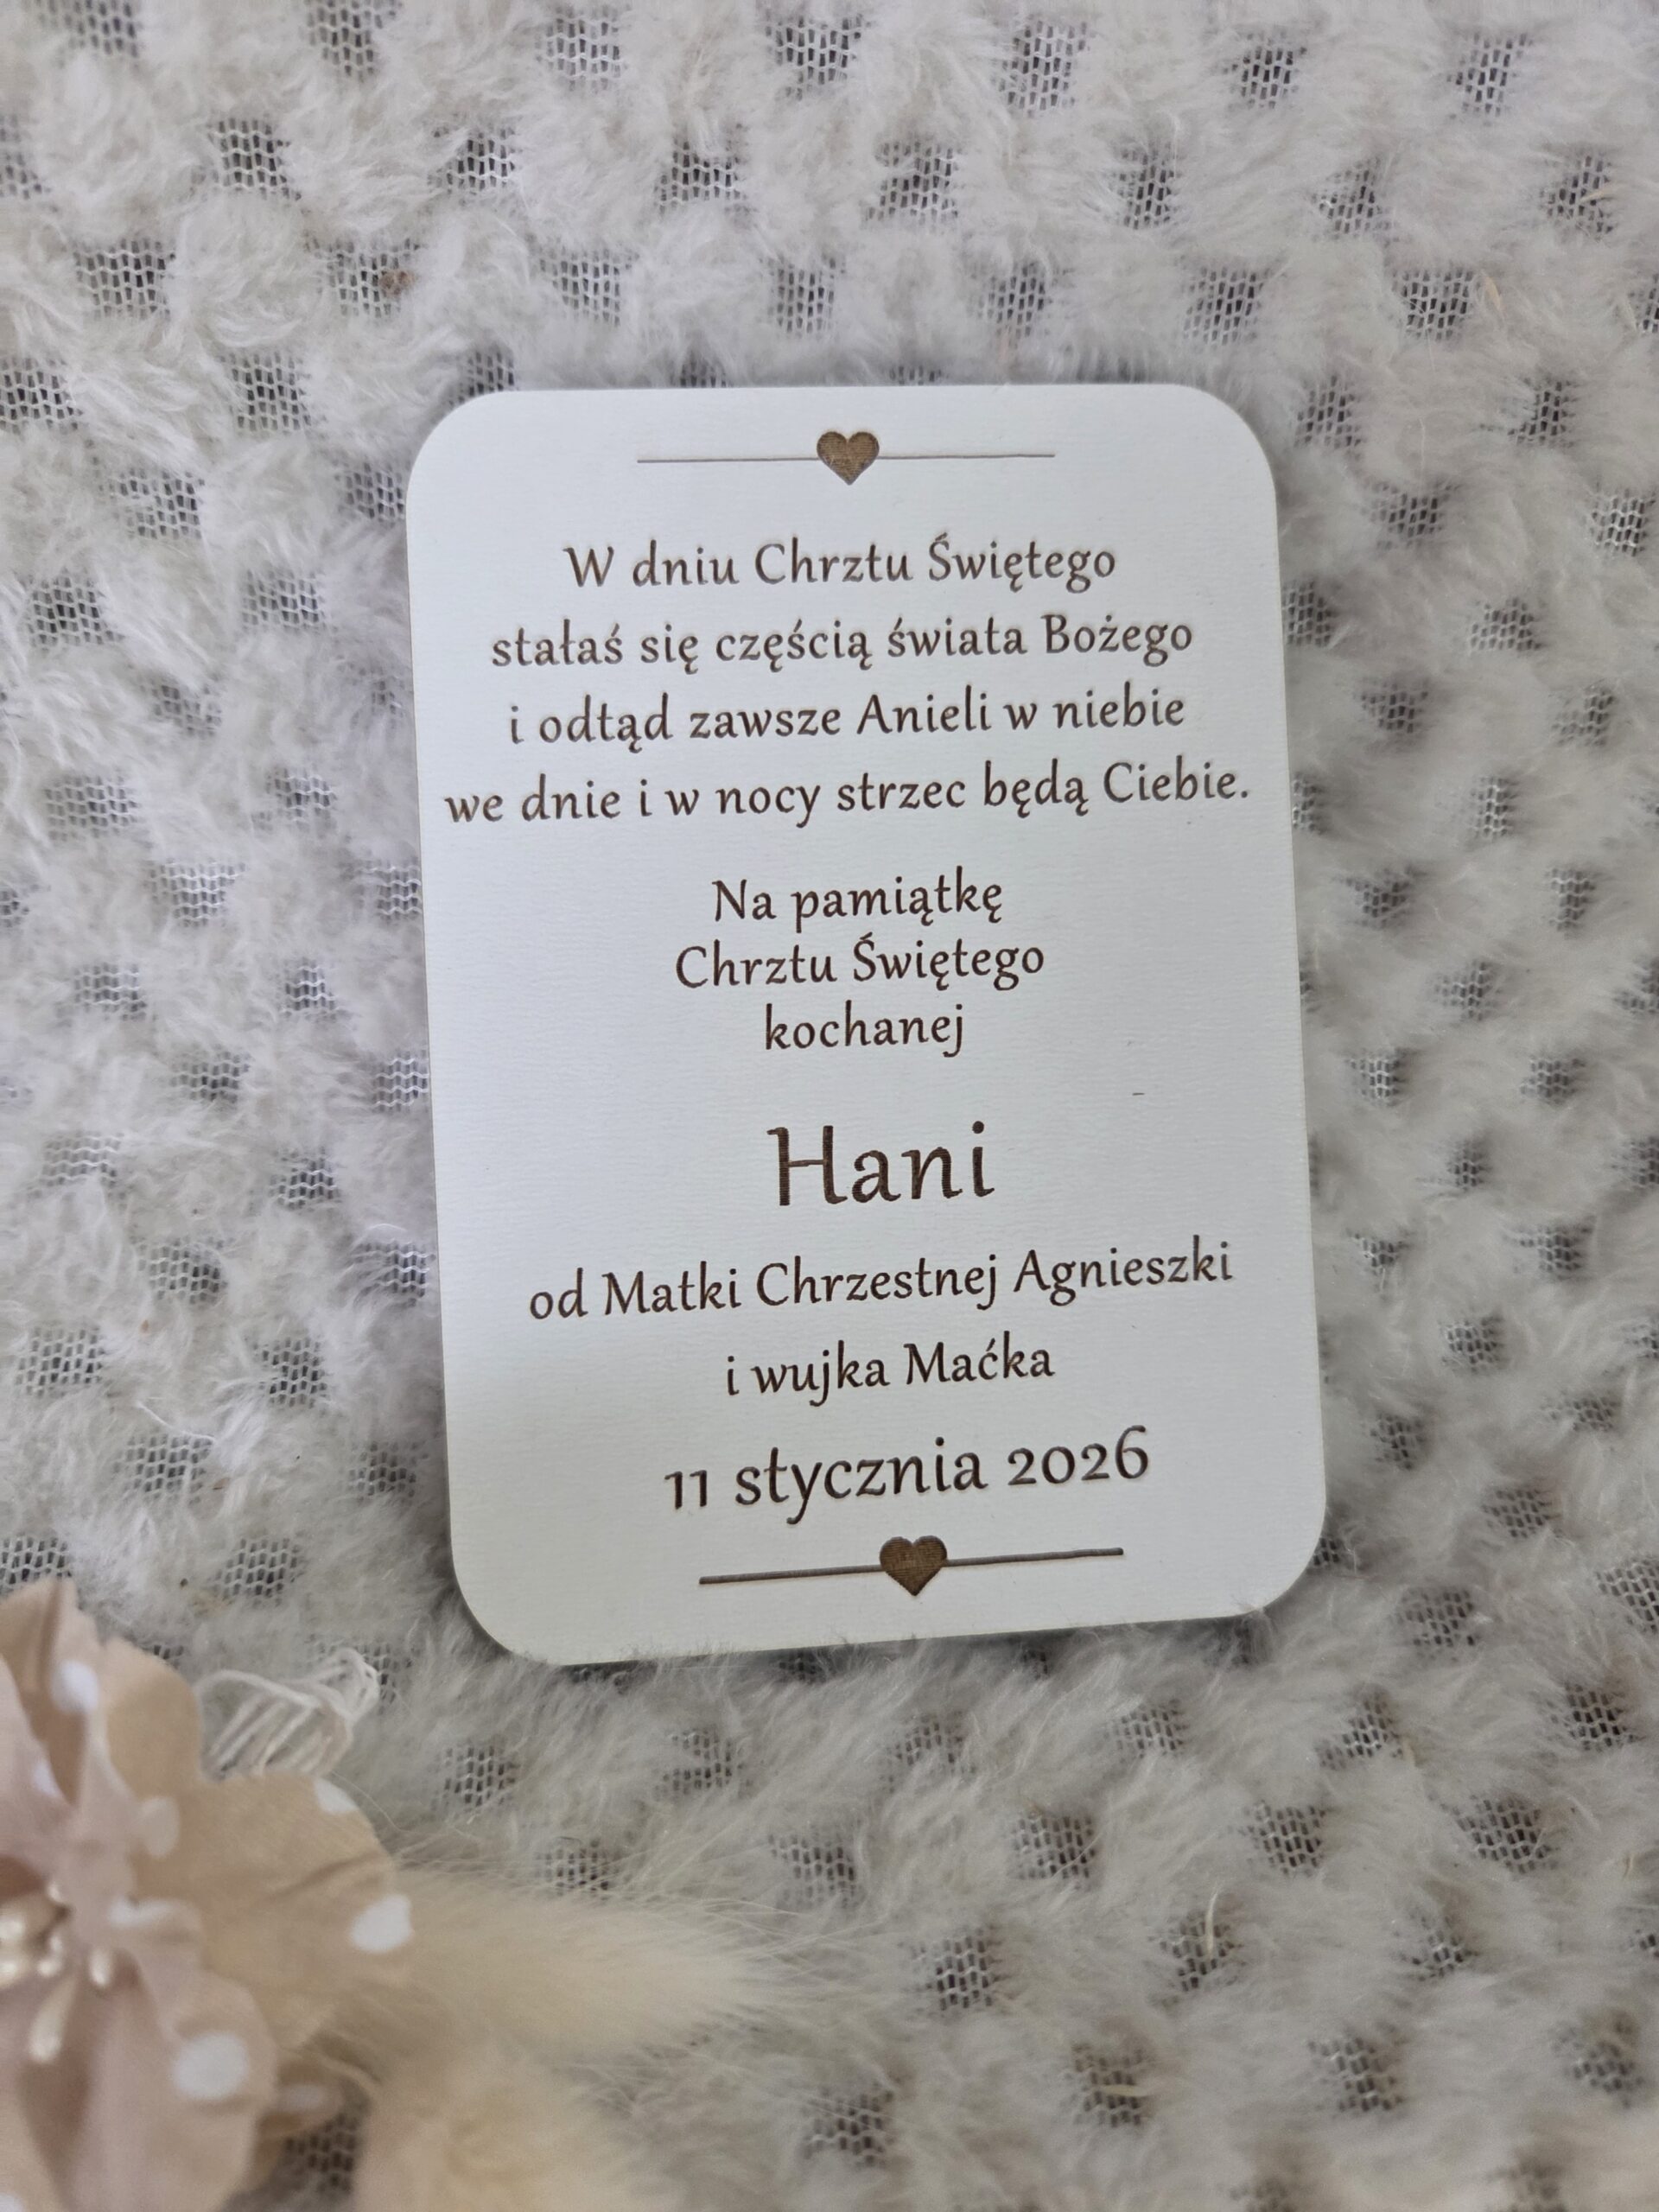 W dniu Chrztu Świętego
stałaś się częścią świata Bożego
i odtąd zawsze Anieli w niebie
we dnie i w nocy strzec będą Ciebie.
Na pamiątkę
Chrztu Świętego
kochanej
Hani
od Matki Chrzestnej Agnieszki
i wujka Maćka
11 stycznia 2026